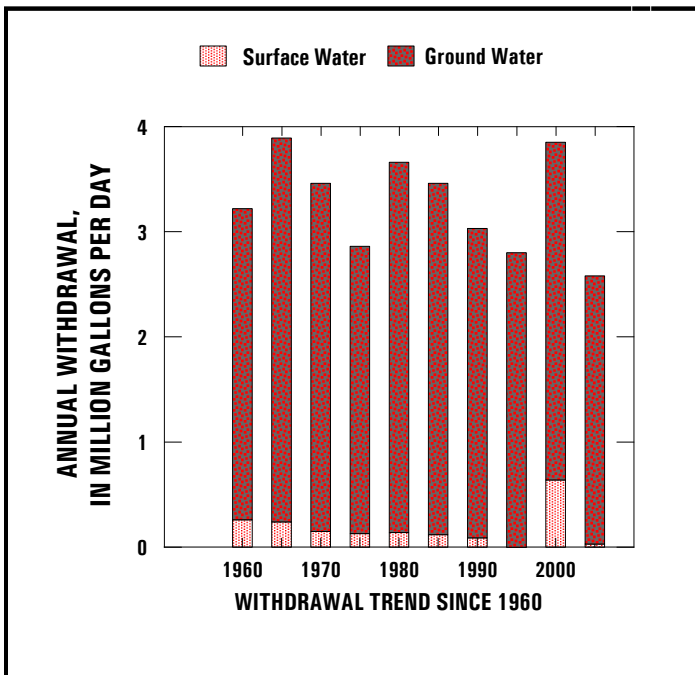 Surface Water Ground Water
ANNUAL WITHDRAWAL,
IN MILLION GALLONS PER DAY
4
3
2
1
0
1960 1970 1980 1990 2000
WITHDRAWAL TREND SINCE 1960